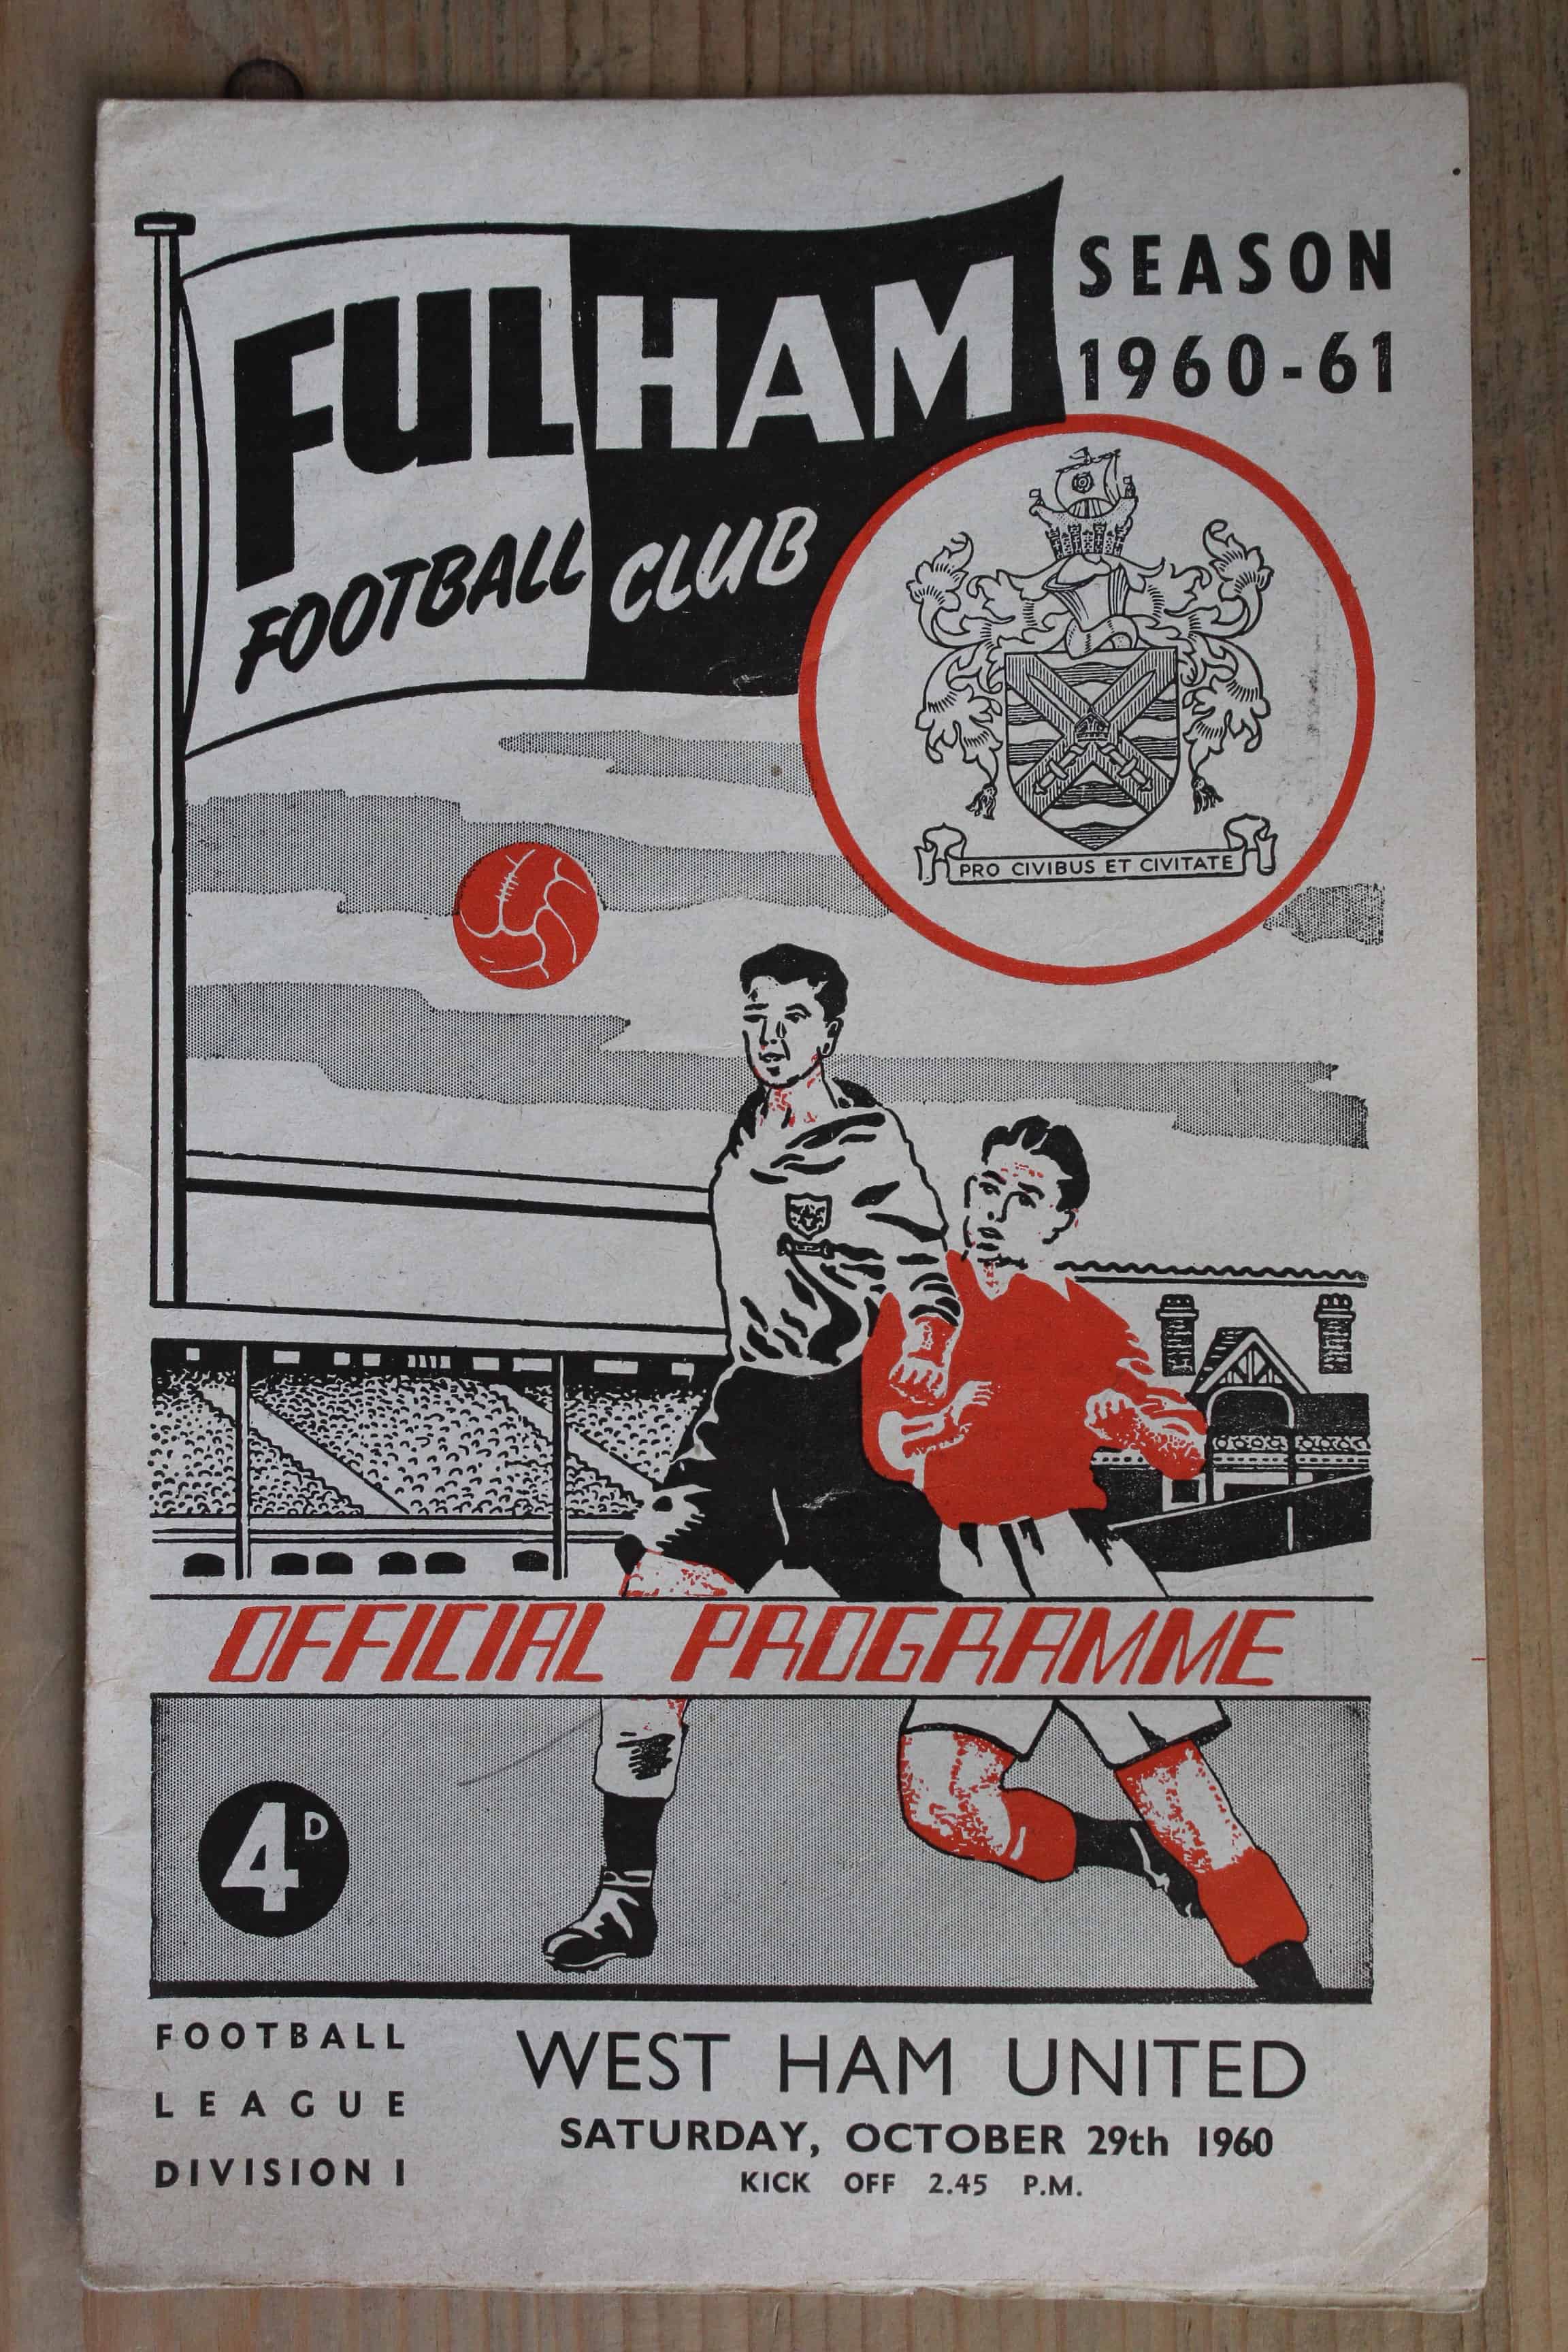 FULHAM
FOOTBALL CLUB
SEASON
1960-61
PRO CIVIBUS ET CIVITATE
OFFICIAL PROGRAMME
4D
FOOTBALL
LEAGUE
DIVISION I
WEST HAM UNITED
SATURDAY, OCTOBER 29th 1960
KICK OFF 2.45 P.M.